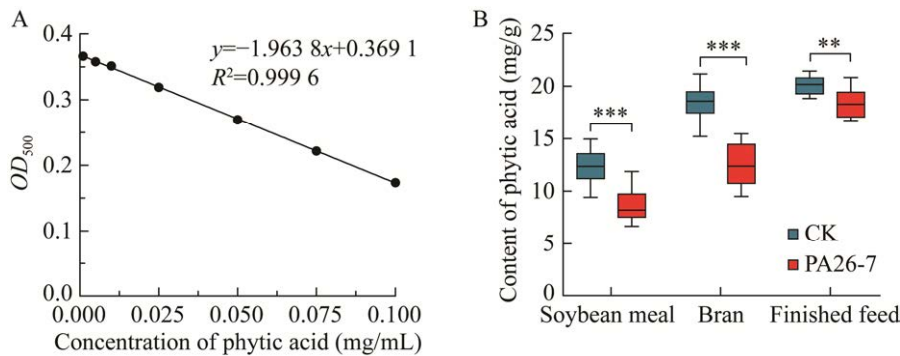 A
0.4
0.3
0.2
0.1
0.0
OD500
y=−1.963 8x+0.369 1
R²=0.999 6
0.000 0.025 0.050 0.075 0.100
Concentration of phytic acid (mg/mL)
B
25
20
15
10
5
0
Content of phytic acid (mg/g)
***
***
**
CK
PA26-7
Soybean meal Bran Finished feed